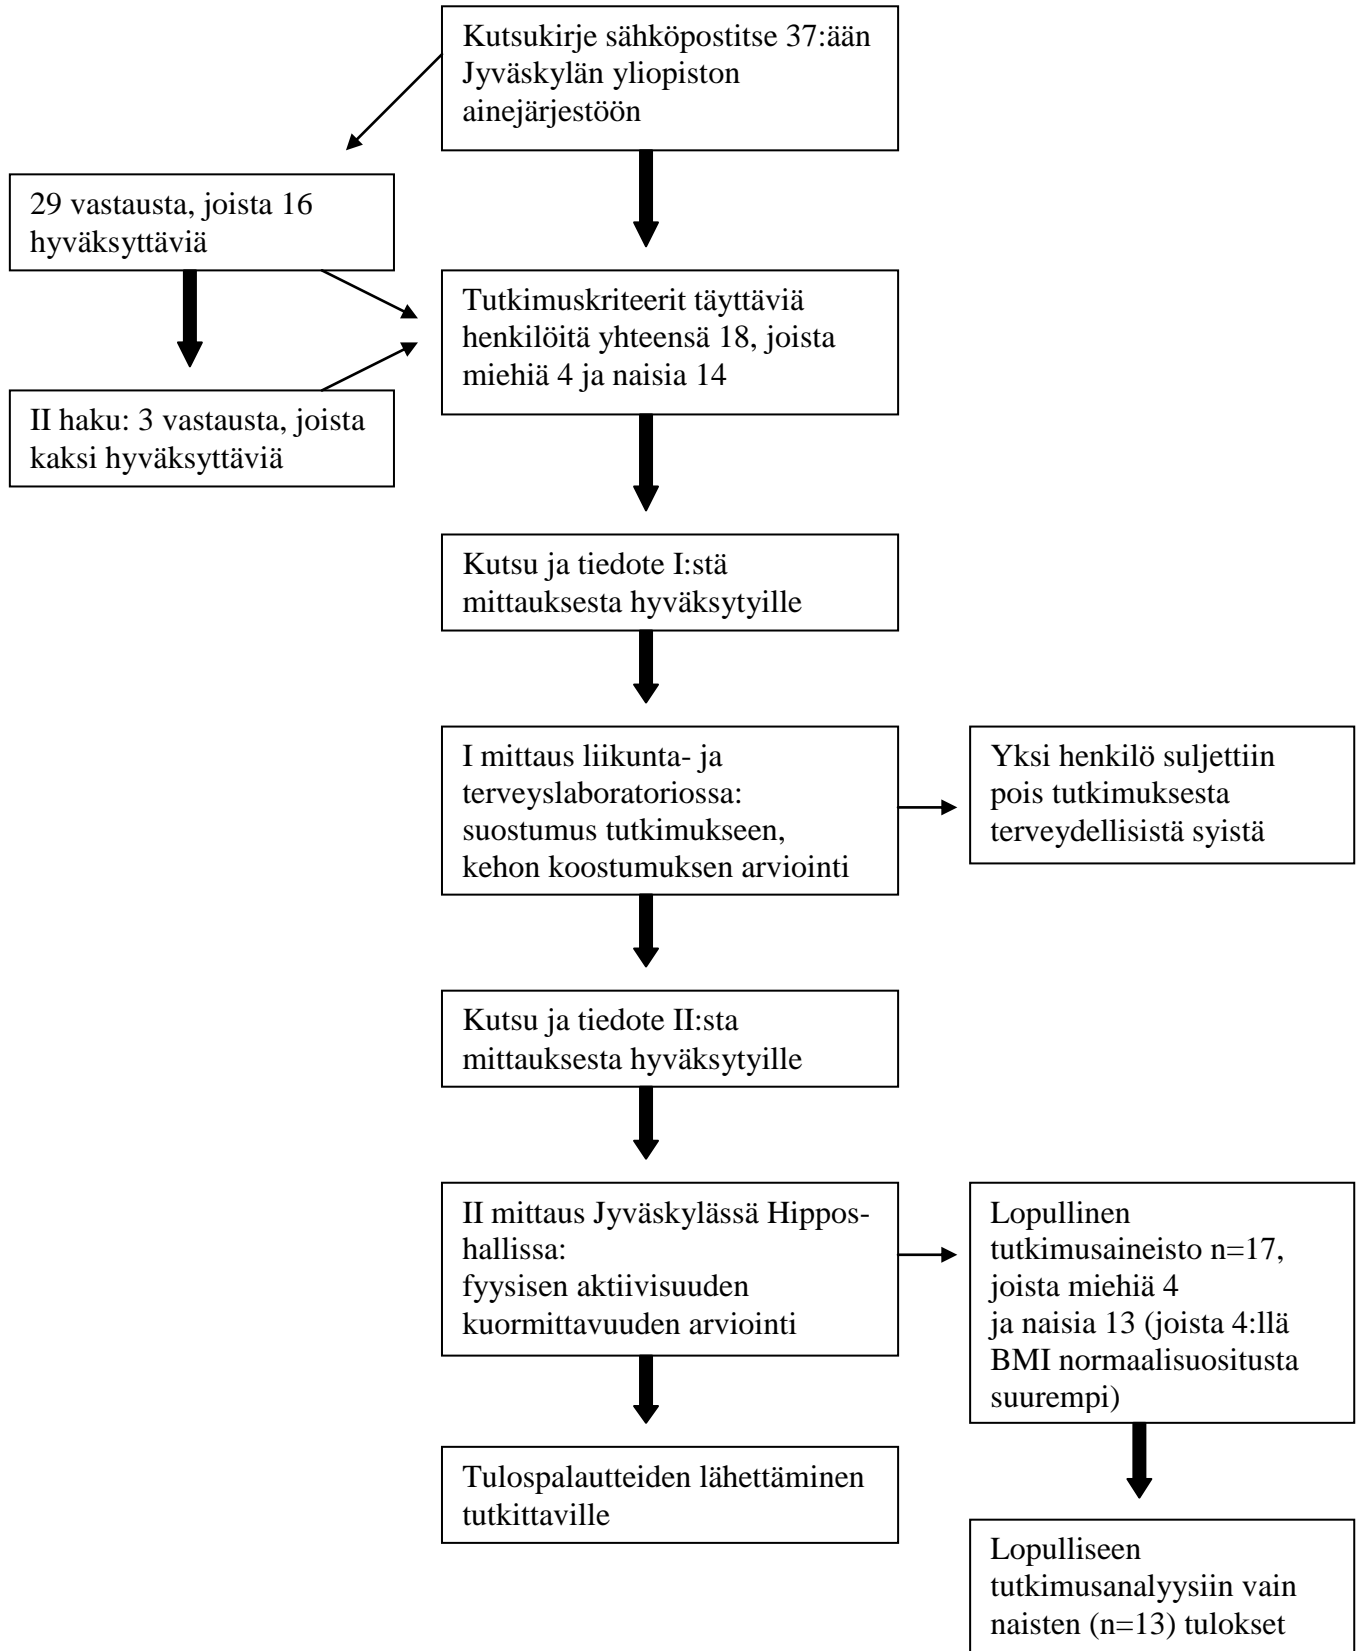 Kutsukirje sähköpostitse 37:ään
Jyväskylän yliopiston
ainejärjestöön
29 vastausta, joista 16
hyväksyttäviä
Tutkimuskriteerit täyttäviä
henkilöitä yhteensä 18, joista
miehiä 4 ja naisia 14
II haku: 3 vastausta, joista
kaksi hyväksyttäviä
Kutsu ja tiedote I:stä
mittauksesta hyväksytyille
I mittaus liikunta- ja
terveyslaboratoriossa:
suostumus tutkimukseen,
kehon koostumuksen arviointi
Yksi henkilö suljettiin
pois tutkimuksesta
terveydellisistä syistä
Kutsu ja tiedote II:sta
mittauksesta hyväksytyille
II mittaus Jyväskylässä Hippos-
hallissa:
fyysisen aktiivisuuden
kuormittavuuden arviointi
Lopullinen
tutkimusaineisto n=17,
joista miehiä 4
ja naisia 13 (joista 4:llä
BMI normaalisuositusta
suurempi)
Tulospalautteiden lähettäminen
tutkittaville
Lopulliseen
tutkimusanalyysiin vain
naisten (n=13) tulokset